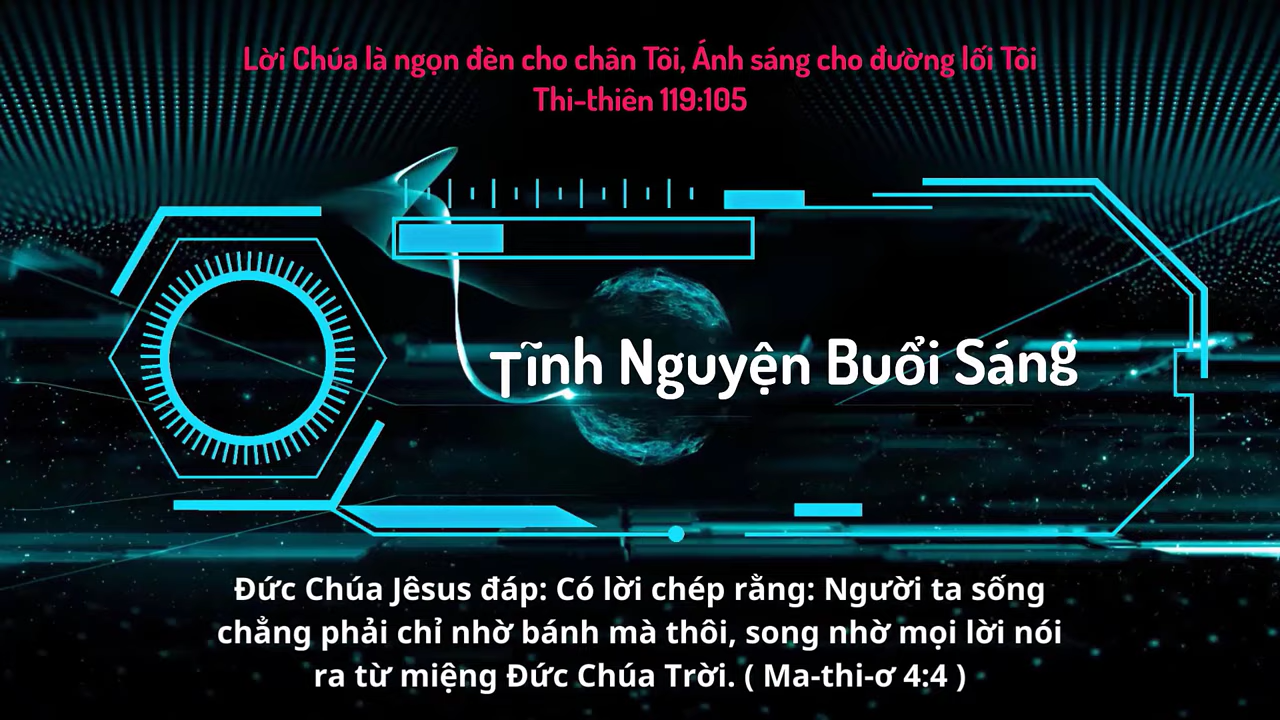 Lời Chúa là ngọn đèn cho chân Tôi, Ánh sáng cho đường lối Tôi
Thi-thiên 119:105
Tĩnh Nguyện Buổi Sáng
Đức Chúa Jêsus đáp: Có lời chép rằng: Người ta sống
chẳng phải chỉ nhờ bánh mà thôi, song nhờ mọi lời nói
ra từ miệng Đức Chúa Trời. ( Ma-thi-ơ 4:4 )